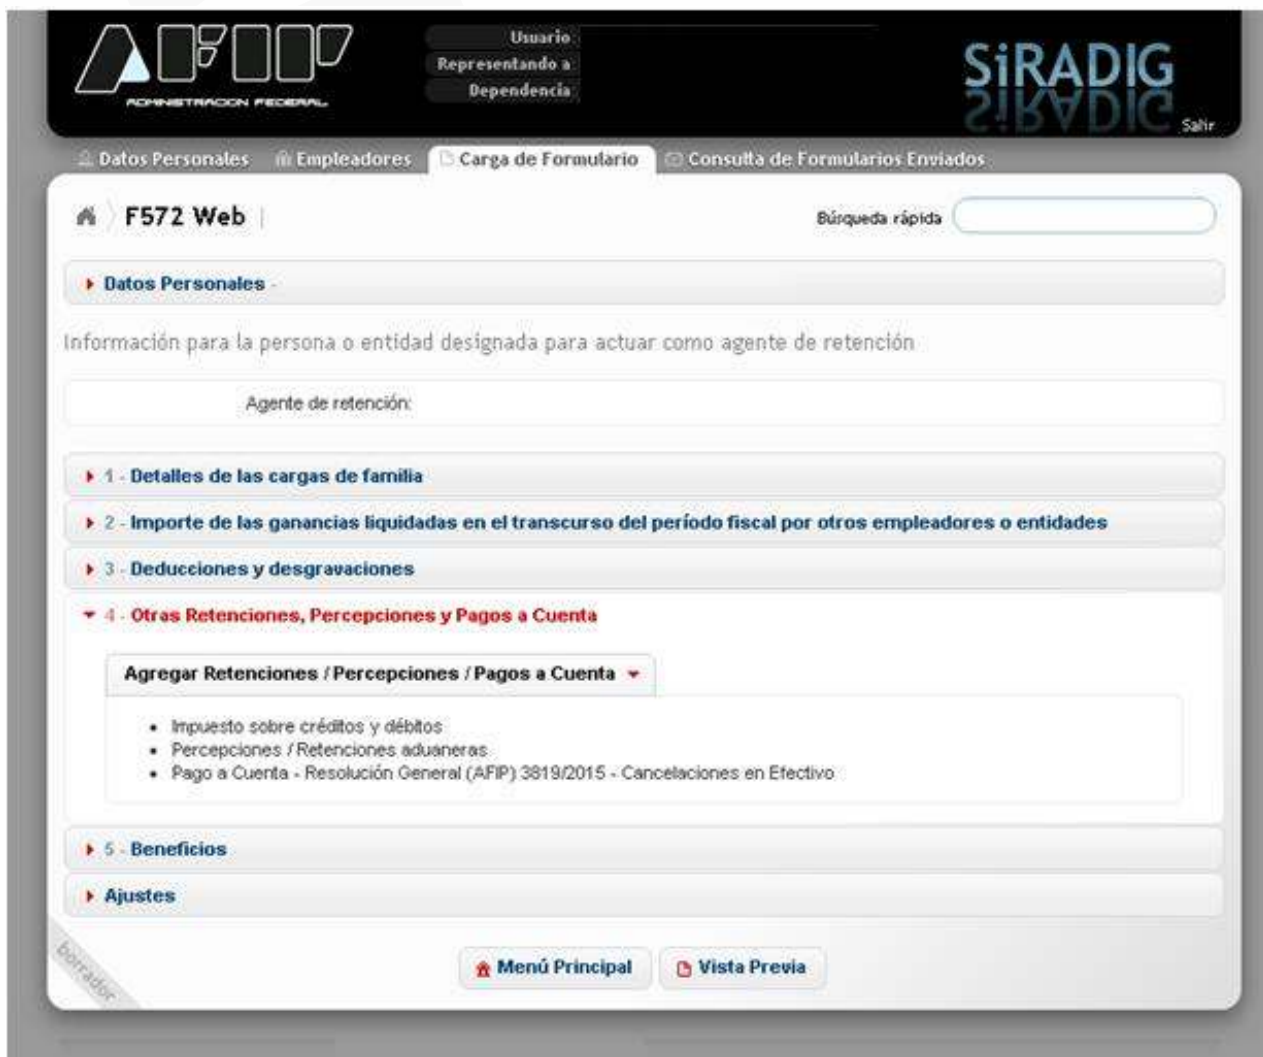 AFIP
ADMINISTRACION FEDERAL
Usuario
Representando a
Dependencia
SiRADIG
Salir
Datos Personales
Empleadores
Carga de Formulario
Consulta de Formularios Enviados
F572 Web |
Búsqueda rápida
Datos Personales -
Información para la persona o entidad designada para actuar como agente de retención
Agente de retención:
1 - Detalles de las cargas de familia
2 - Importe de las ganancias liquidadas en el transcurso del período fiscal por otros empleadores o entidades
3 - Deducciones y desgravaciones
4 - Otras Retenciones, Percepciones y Pagos a Cuenta
Agregar Retenciones / Percepciones / Pagos a Cuenta
• Impuesto sobre créditos y débitos
• Percepciones / Retenciones aduaneras
• Pago a Cuenta - Resolución General (AFIP) 3819/2015 - Cancelaciones en Efectivo
5 - Beneficios
Ajustes
borrador
Menú Principal
Vista Previa